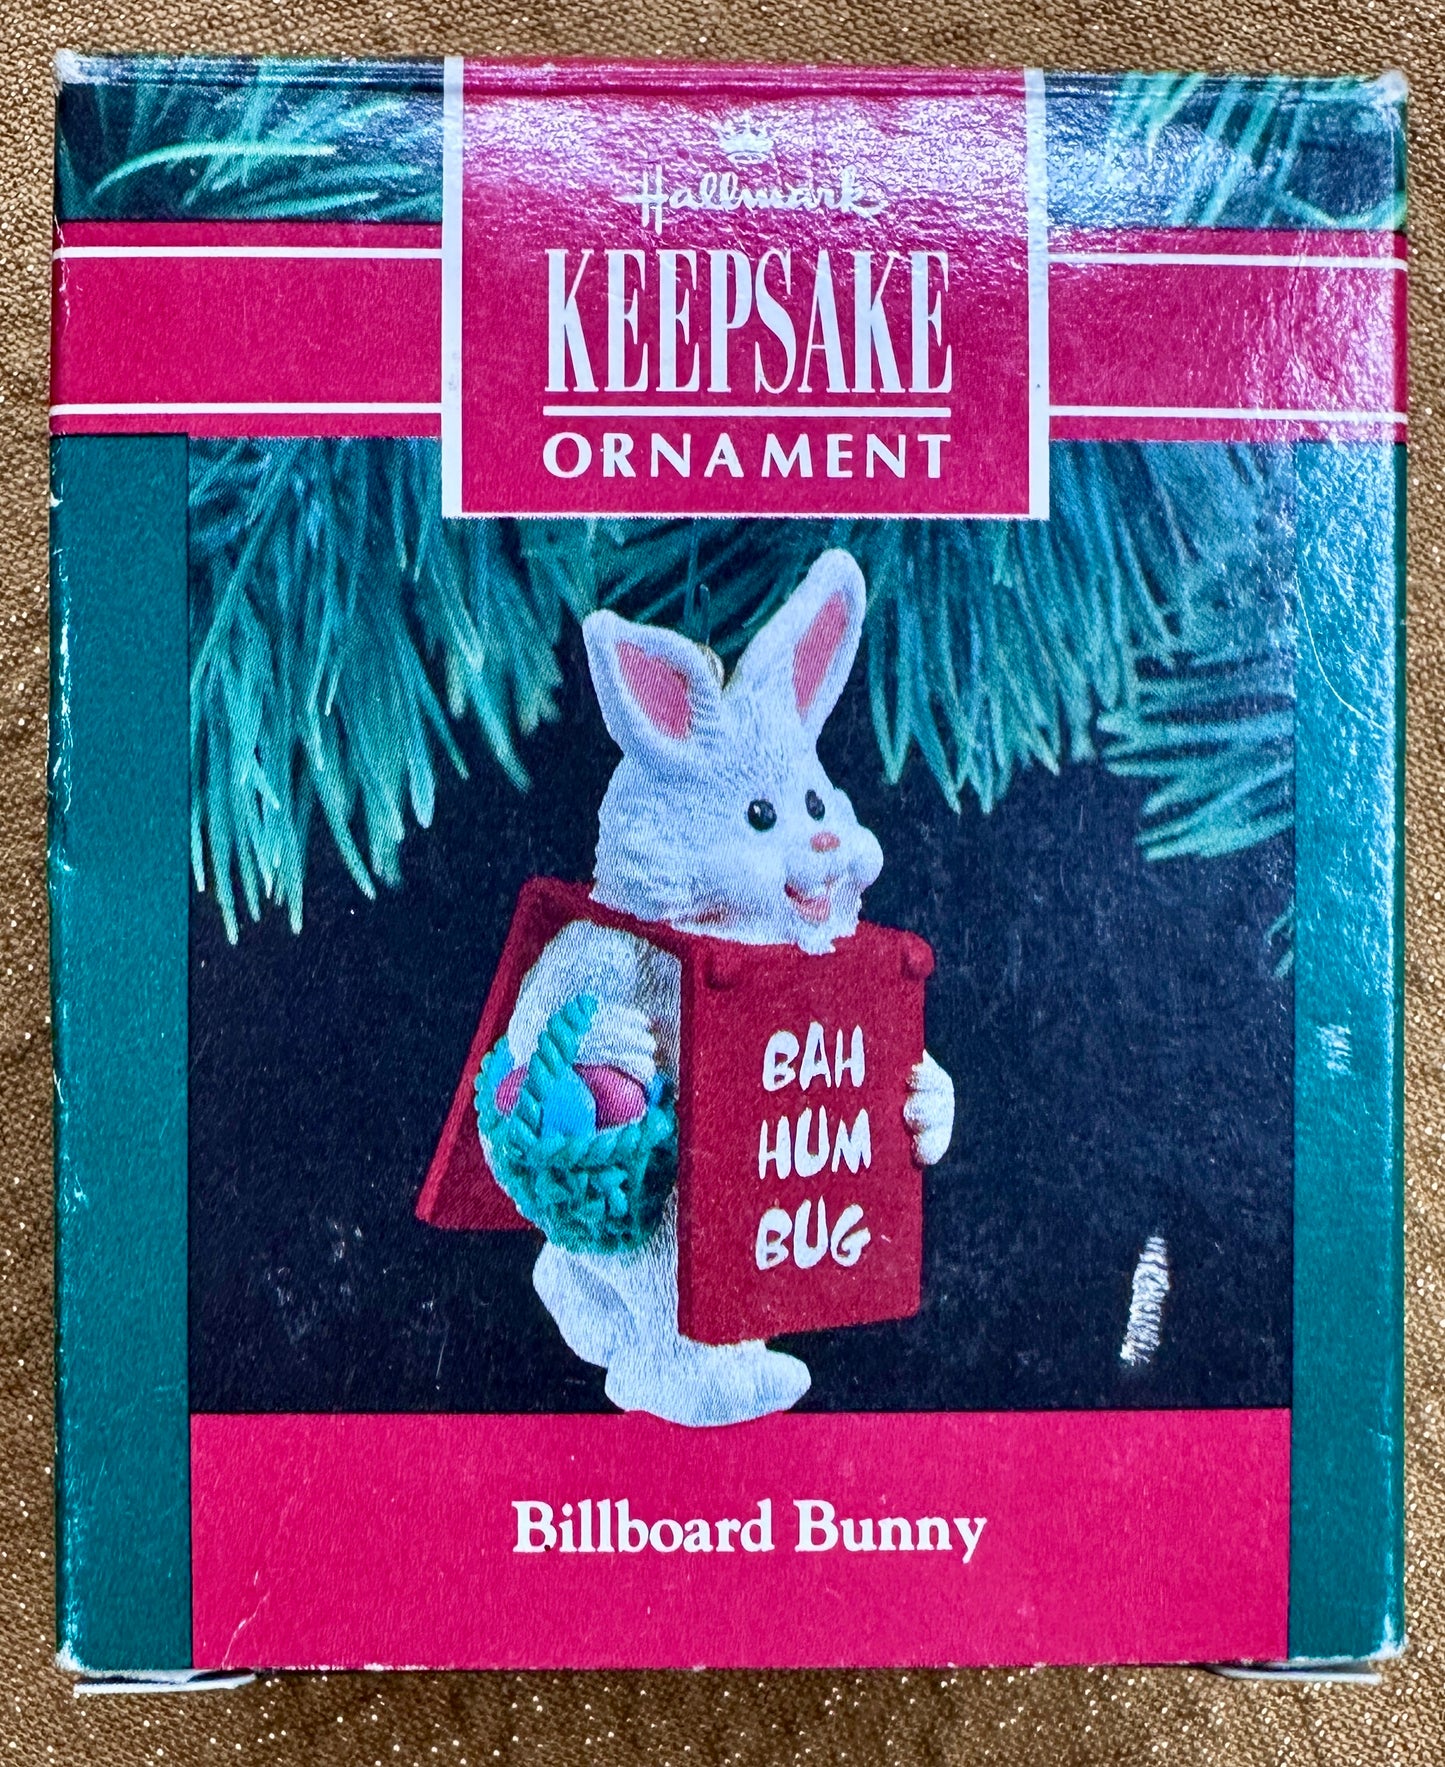 Hallmark
KEEPSAKE
ORNAMENT
BAH
HUM
BUG
Billboard Bunny